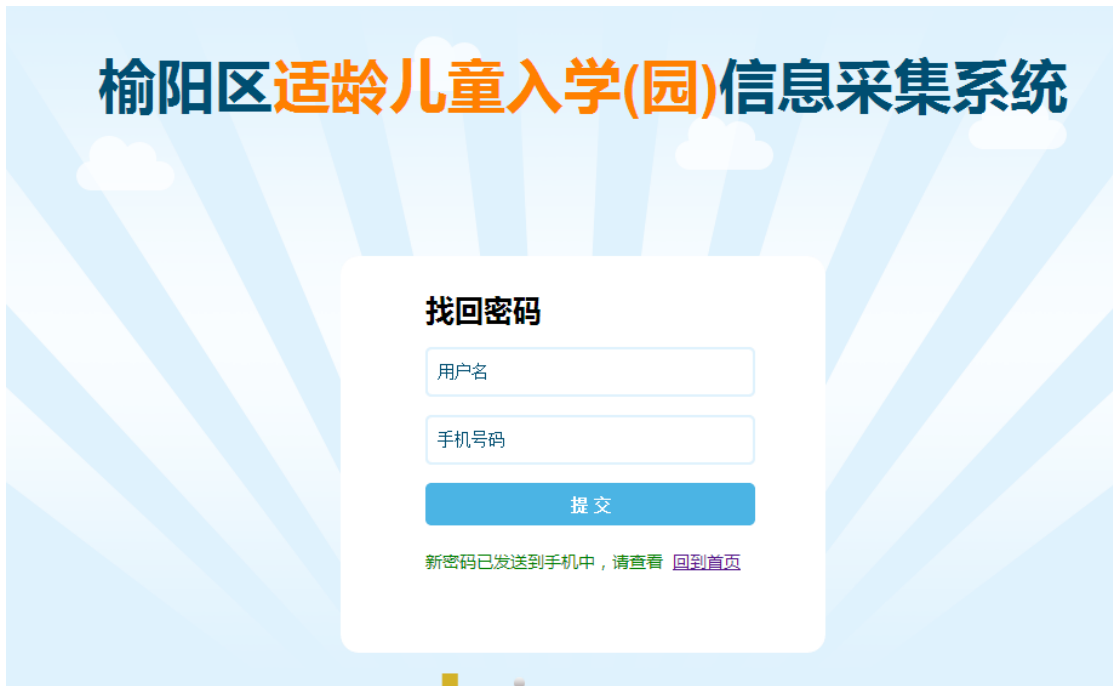 榆阳区适龄儿童入学(园)信息采集系统
找回密码
用户名
手机号码
提 交
新密码已发送到手机中，请查看 回到首页